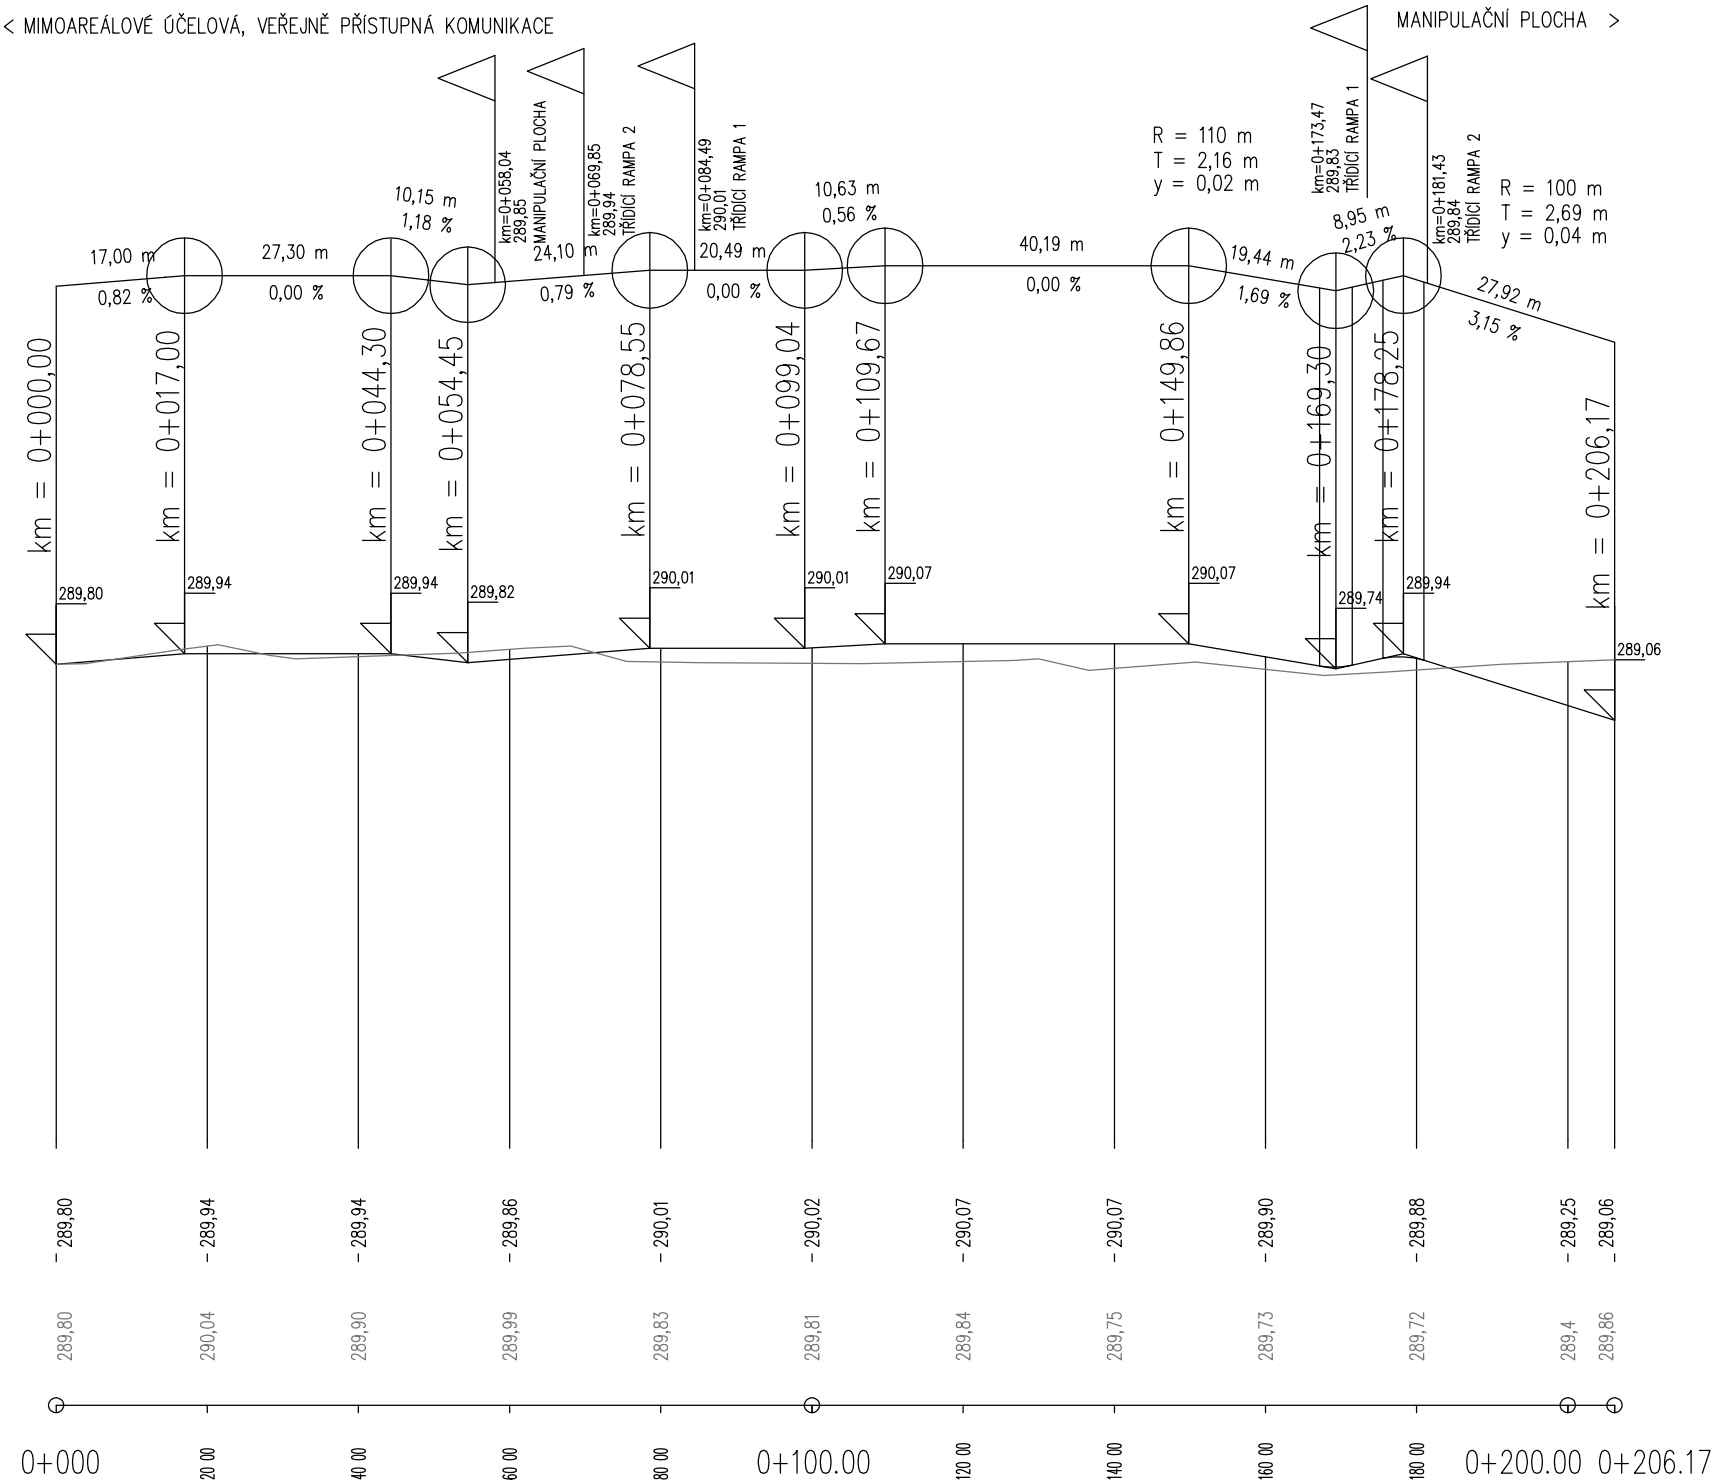 < MIMOAREÁLOVÉ ÚČELOVÁ, VEŘEJNĚ PŘÍSTUPNÁ KOMUNIKACE
MANIPULAČNÍ PLOCHA >
km=0+058,04
289,85
MANIPULAČNÍ PLOCHA
km=0+069,85
289,94
TŘÍDÍCÍ RAMPA 2
km=0+084,49
290,01
TŘÍDÍCÍ RAMPA 1
km=0+173,47
289,83
TŘÍDÍCÍ RAMPA 1
km=0+181,43
289,84
TŘÍDÍCÍ RAMPA 2
R = 110 m
T = 2,16 m
y = 0,02 m
R = 100 m
T = 2,69 m
y = 0,04 m
17,00 m
0,82 %
27,30 m
0,00 %
10,15 m
1,18 %
24,10 m
0,79 %
20,49 m
0,00 %
10,63 m
0,56 %
40,19 m
0,00 %
19,44 m
1,69 %
8,95 m
2,23 %
27,92 m
3,15 %
km = 0+000,00
km = 0+017,00
km = 0+044,30
km = 0+054,45
km = 0+078,55
km = 0+099,04
km = 0+109,67
km = 0+149,86
km = 0+169,30
km = 0+178,25
km = 0+206,17
289,80
289,94
289,94
289,82
290,01
290,01
290,07
290,07
289,74
289,94
289,06
289,80
289,94
289,94
289,86
290,01
290,02
290,07
290,07
289,90
289,88
289,25
289,06
289,80
290,04
289,90
289,99
289,83
289,81
289,84
289,75
289,73
289,72
289,4
289,86
0+000
20 00
40 00
60 00
80 00
0+100.00
120 00
140 00
160 00
180 00
0+200.00
0+206.17